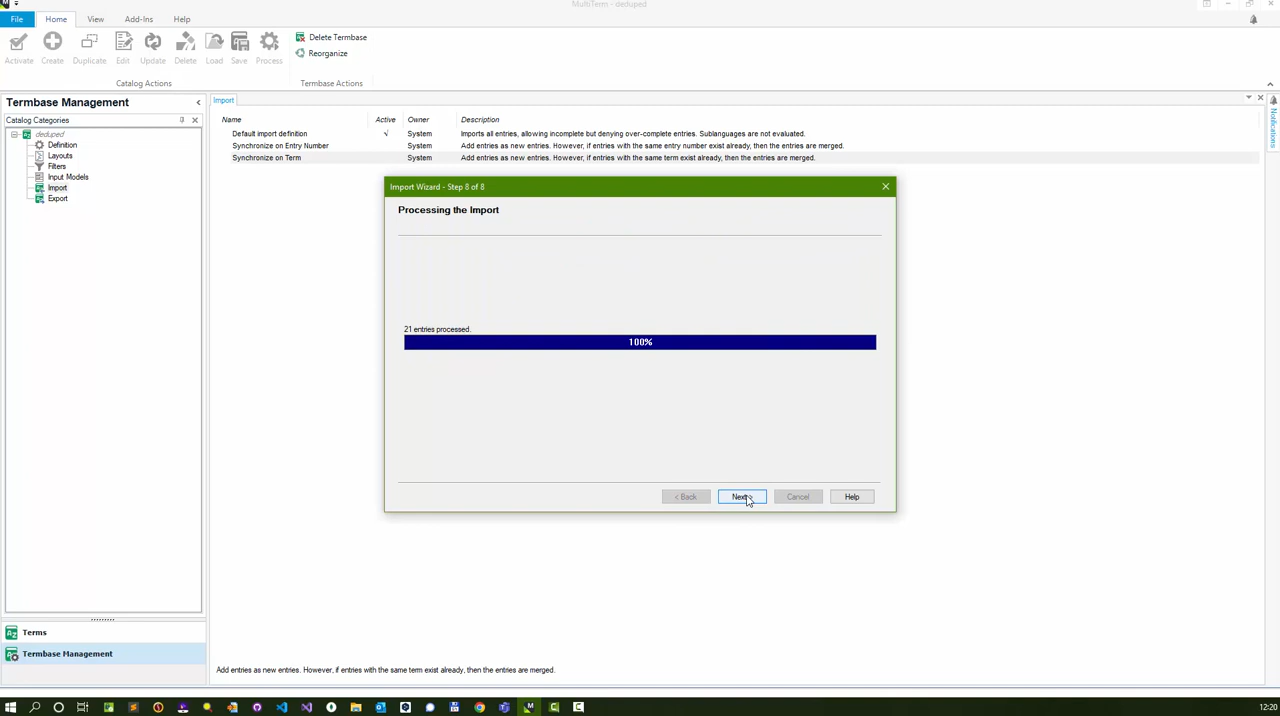 MultiTerm - deduped
File Home View Add-Ins Help
Activate Create Duplicate Edit Update Delete Load Save Process
Delete Termbase
Reorganize
Catalog Actions Termbase Actions
Termbase Management
Catalog Categories
deduped
Definition
Layouts
Filters
Input Models
Import
Export
Terms
Termbase Management
Import
Name Active Owner Description
Default import definition √ System Imports all entries, allowing incomplete but denying over-complete entries. Sublanguages are not evaluated.
Synchronize on Entry Number System Add entries as new entries. However, if entries with the same entry number exist already, then the entries are merged.
Synchronize on Term System Add entries as new entries. However, if entries with the same term exist already, then the entries are merged.
Import Wizard - Step 8 of 8
Processing the Import
21 entries processed.
100%
< Back Next > Cancel Help
Add entries as new entries. However, if entries with the same term exist already, then the entries are merged.
Notifications
12:20